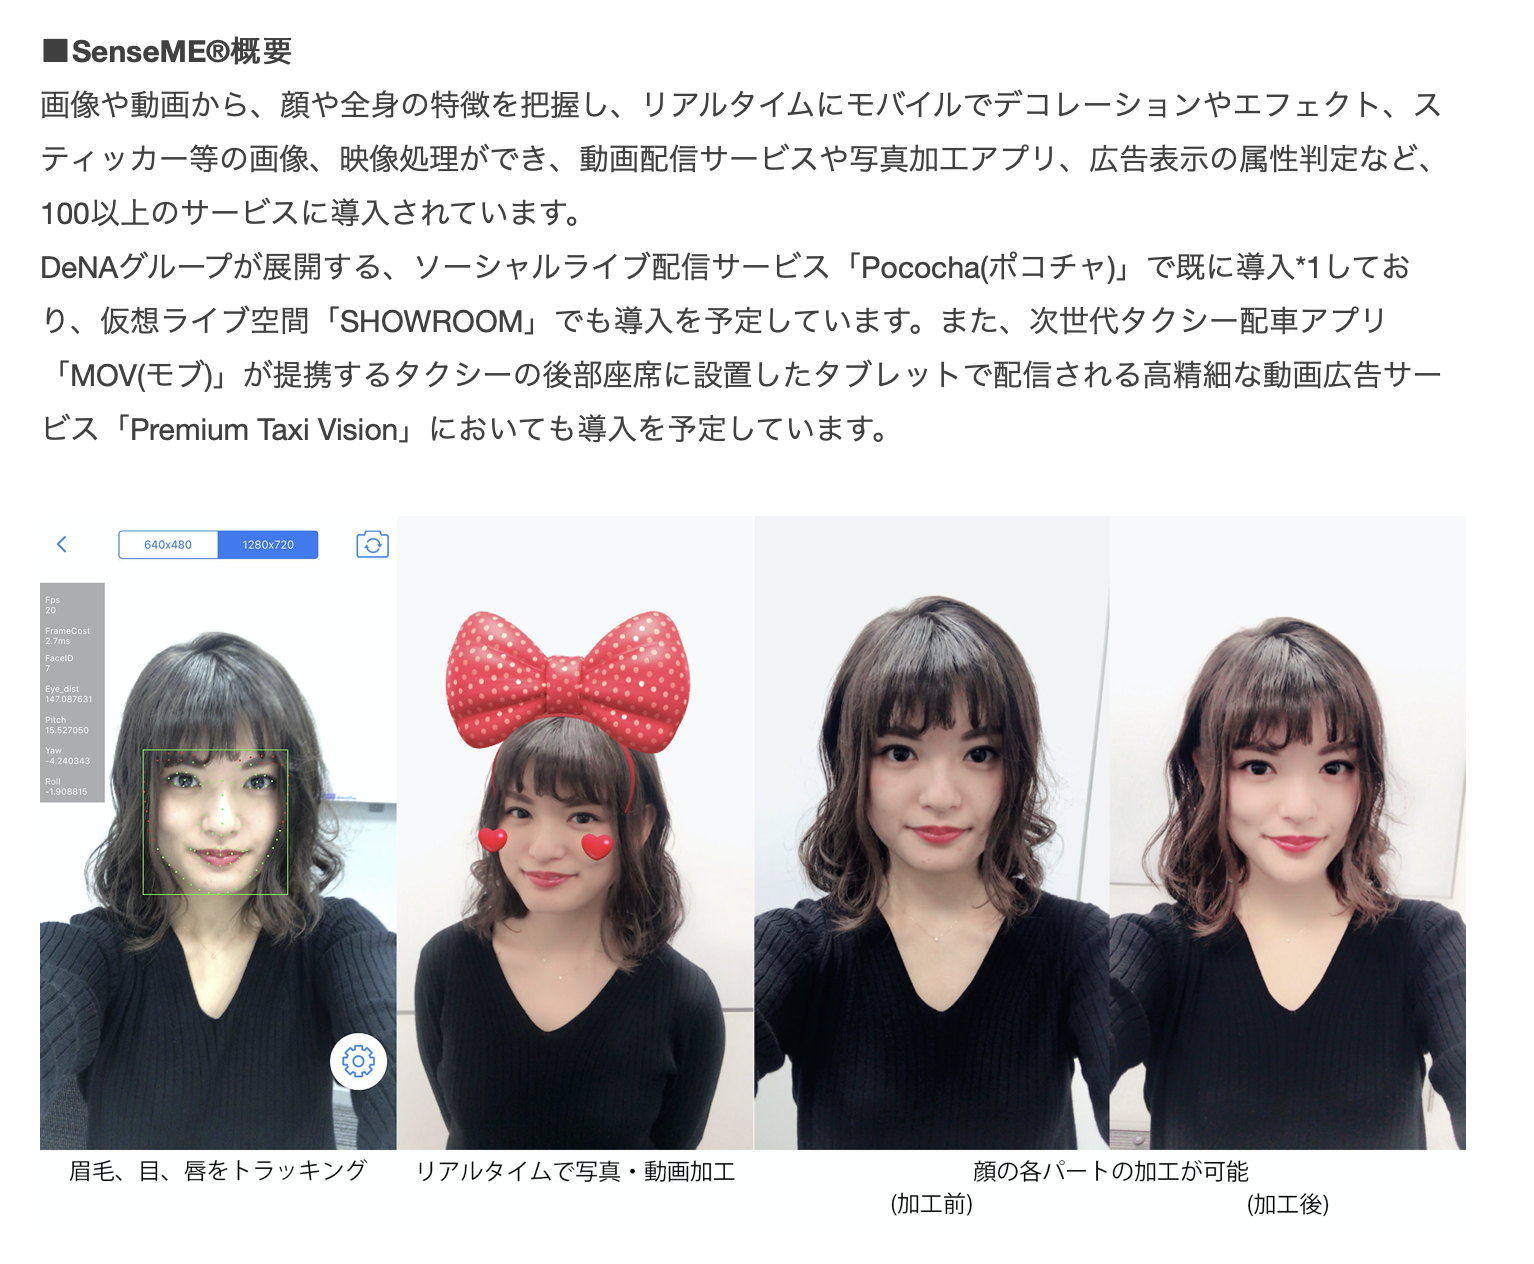 ■SenseME®概要
画像や動画から、顔や全身の特徴を把握し、リアルタイムにモバイルでデコレーションやエフェクト、ス
ティッカー等の画像、映像処理ができ、動画配信サービスや写真加工アプリ、広告表示の属性判定など、
100以上のサービスに導入されています。
DeNAグループが展開する、ソーシャルライブ配信サービス「Pococha(ポコチャ)」で既に導入*1してお
り、仮想ライブ空間「SHOWROOM」でも導入を予定しています。また、次世代タクシー配車アプリ
「MOV(モブ)」が提携するタクシーの後部座席に設置したタブレットで配信される高精細な動画広告サー
ビス「Premium Taxi Vision」においても導入を予定しています。
640x480 1280x720
Fps
20
FrameCost
2.7ms
FaceID
7
Eye_dist
147.087631
Pitch
15.527050
Yaw
-4.240343
Roll
-1.908815
眉毛、目、唇をトラッキング
リアルタイムで写真・動画加工
顔の各パートの加工が可能
(加工前) (加工後)